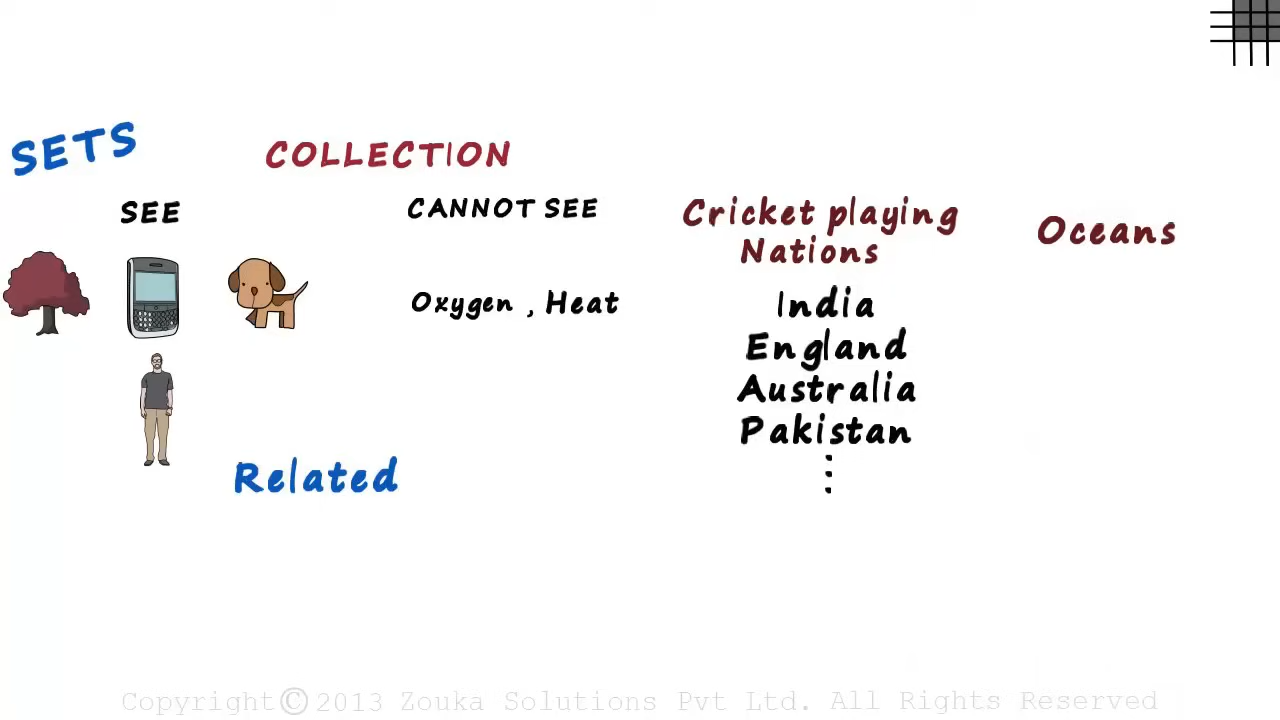 SETS
COLLECTION
SEE
CANNOT SEE
Cricket playing
Nations
Oceans
Oxygen , Heat
India
England
Australia
Pakistan
⋮
Related
Copyright© 2013 Zouka Solutions Pvt Ltd. All Rights Reserved